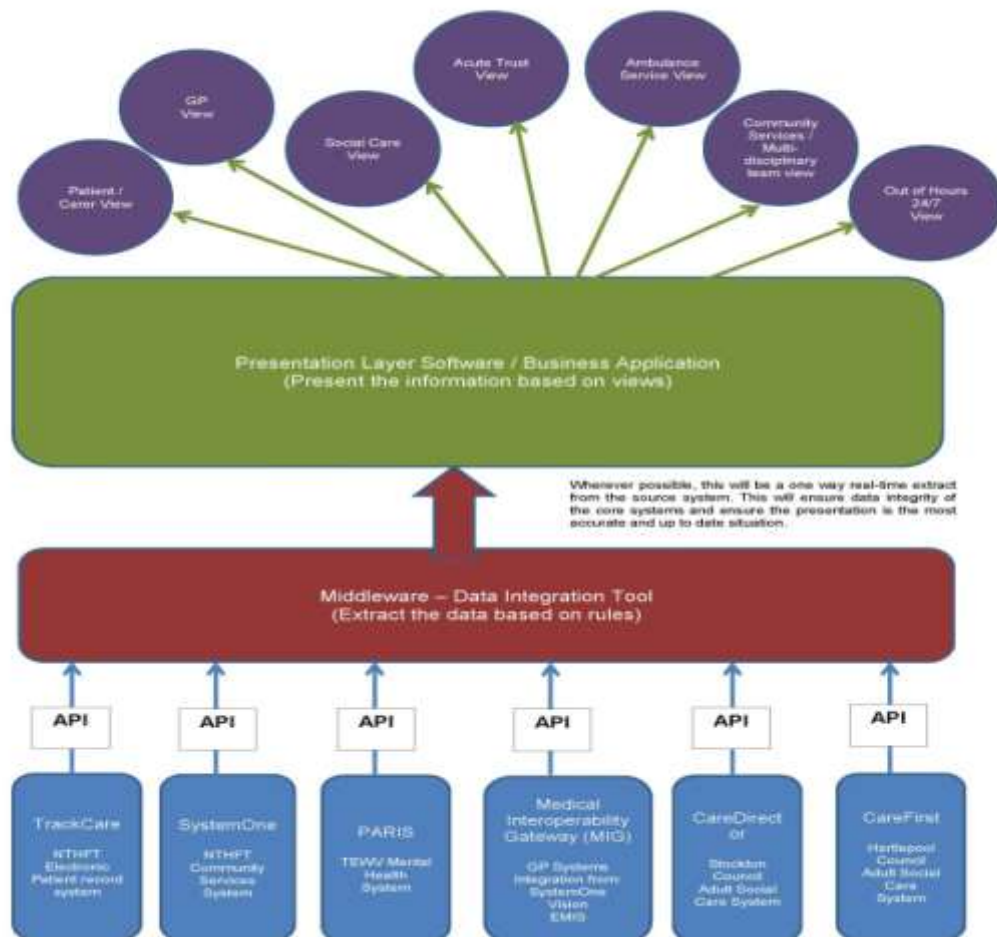 Acute Trust
View
Ambulance
Service View
GP
View
Social Care
View
Community
Services /
Multi-
disciplinary
team view
Patient /
Carer View
Out of Hours
24/7
View
Presentation Layer Software / Business Application
(Present the information based on views)
Wherever possible, this will be a one way real-time extract
from the source system. This will ensure data integrity of
the core systems and ensure the presentation is the most
accurate and up to date situation.
Middleware – Data Integration Tool
(Extract the data based on rules)
API
API
API
API
API
API
TrackCare
NTHFT
Electronic
Patient record
system
SystemOne
NTHFT
Community
Services
System
PARIS
TEWV Mental
Health
System
Medical
Interoperability
Gateway (MIG)
GP Systems
Integration from
SystemOne
Vision
EMIS
CareDirect
or
Stockton
Council
Adult Social
Care System
CareFirst
Hartlepool
Council
Adult Social
Care
System